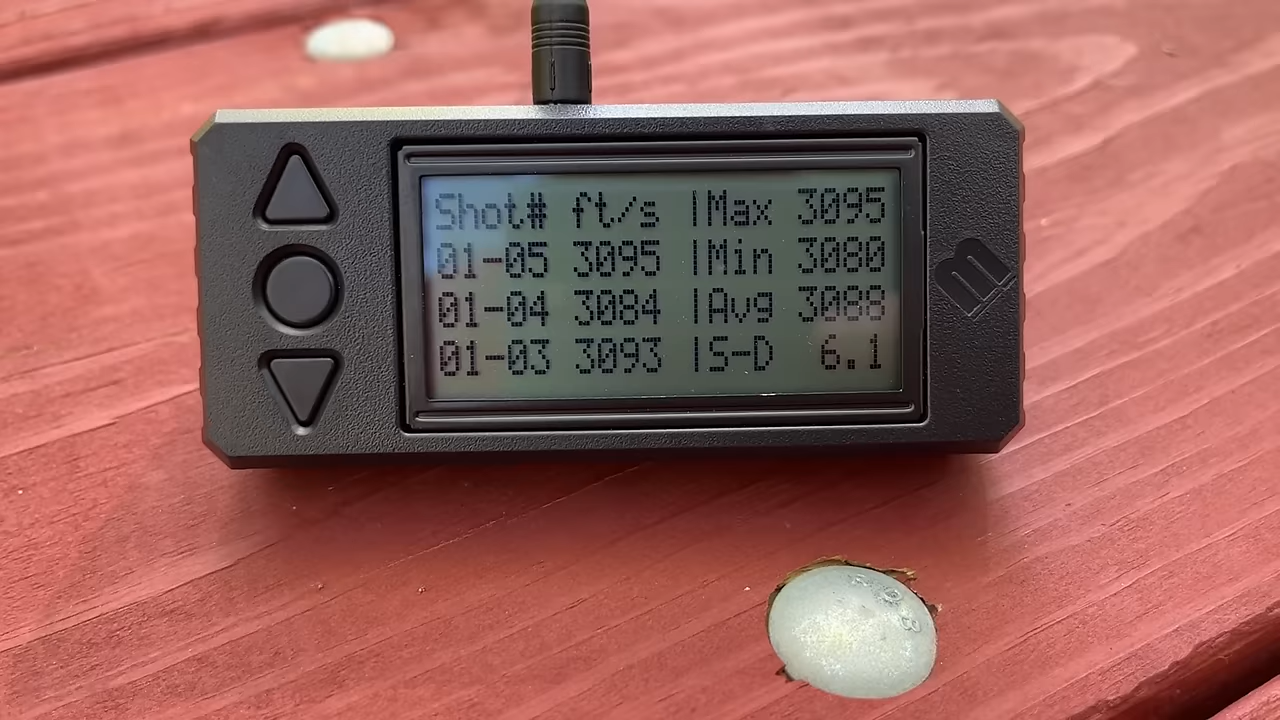 Shot# ft/s |Max 3095
01-05 3095 |Min 3080
01-04 3084 |Avg 3088
01-03 3093 |S-D 6.1
m